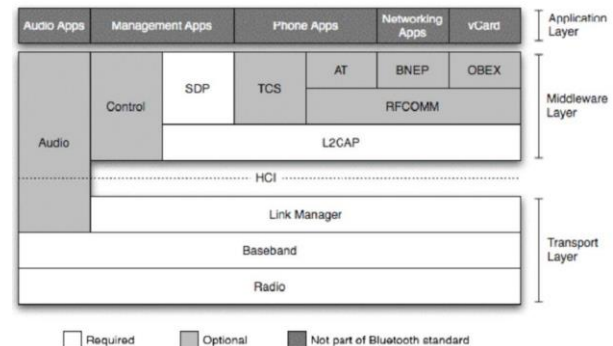 Audio Apps Management Apps Phone Apps Networking Apps vCard
Application Layer
Audio
Control
SDP
TCS
AT BNEP OBEX
RFCOMM
L2CAP
Middleware Layer
HCI
Link Manager
Baseband
Radio
Transport Layer
Required Optional Not part of Bluetooth standard